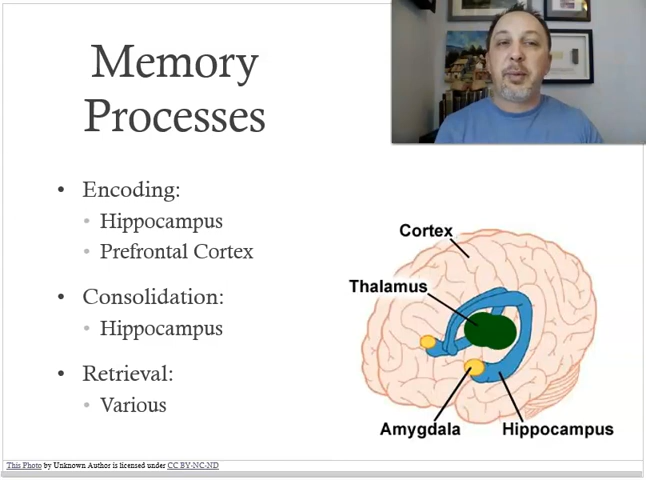 Memory
Processes
• Encoding:
• Hippocampus
• Prefrontal Cortex
• Consolidation:
• Hippocampus
• Retrieval:
• Various
Cortex
Thalamus
Amygdala
Hippocampus
This Photo by Unknown Author is licensed under CC BY-NC-ND